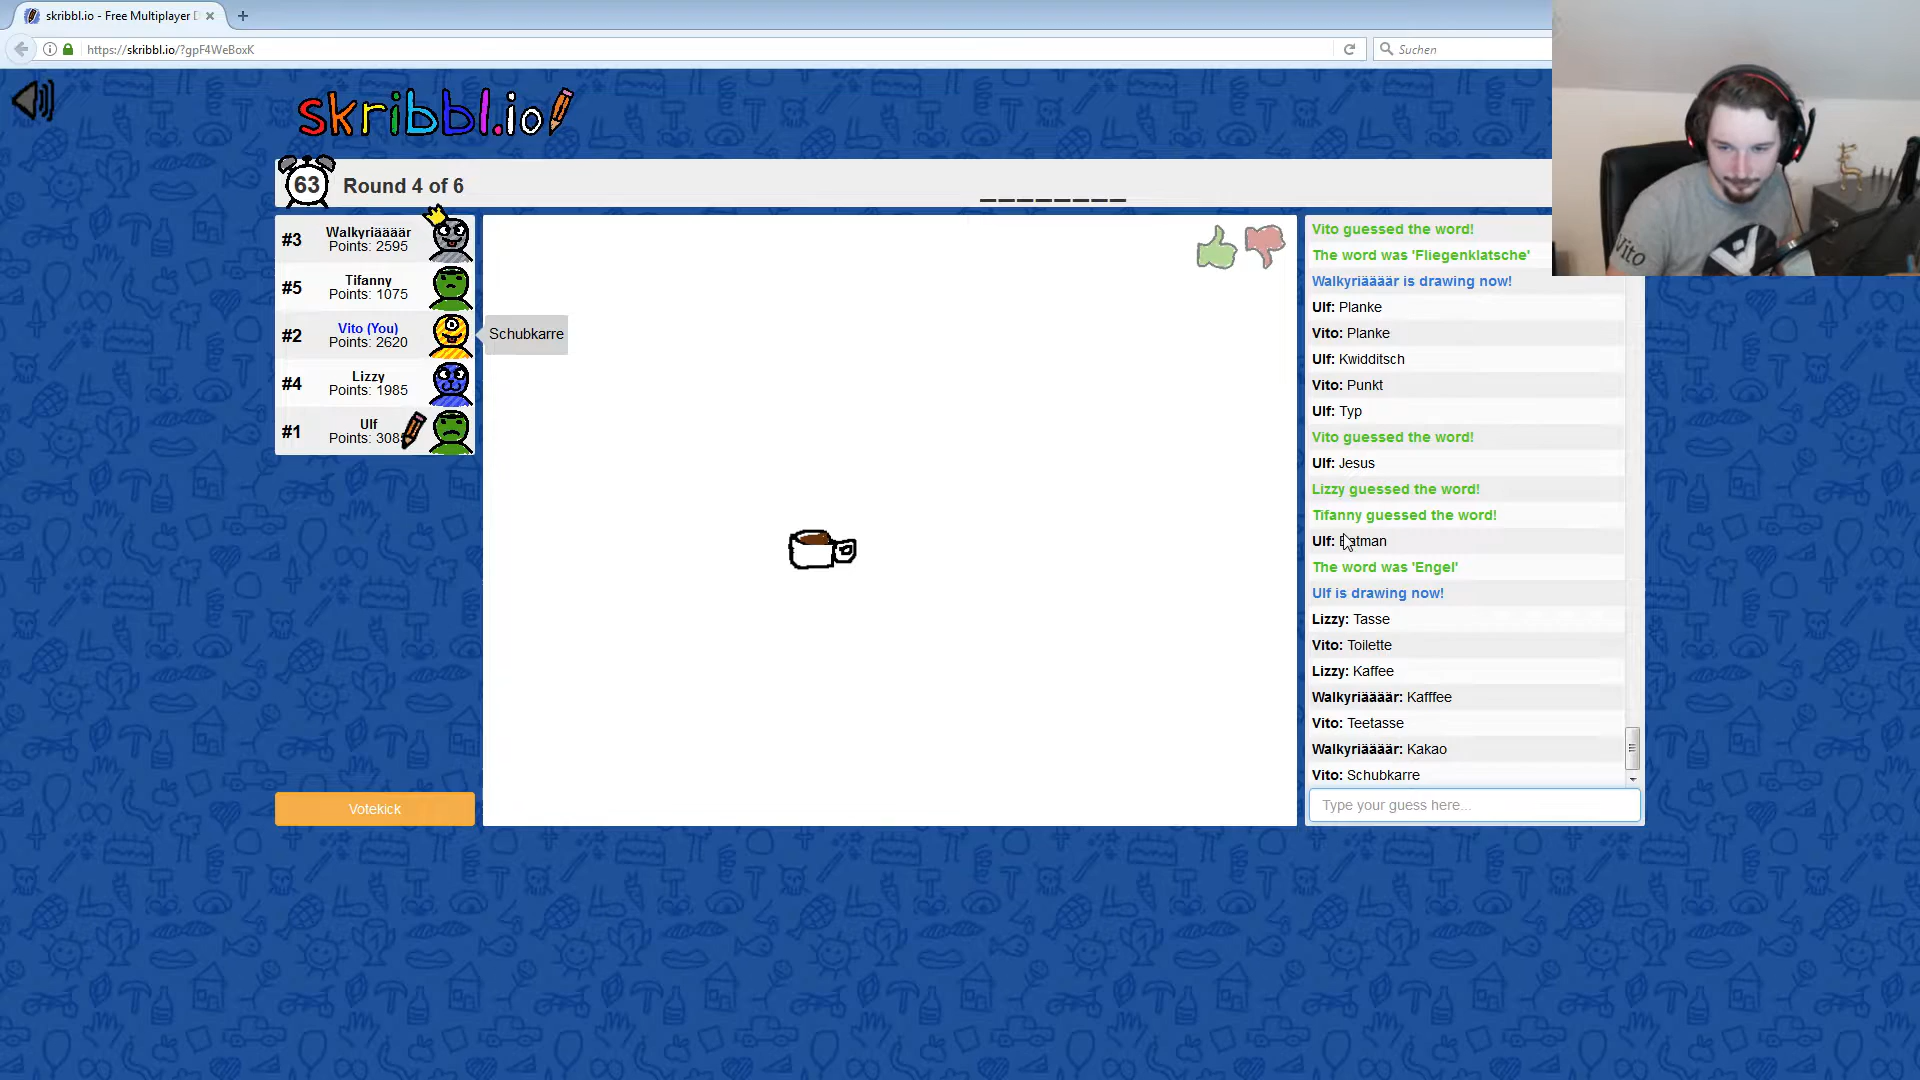 skribbl.io - Free Multiplayer D
https://skribbl.io/?gpF4WeBoxK
Suchen
skribbl.io
63
Round 4 of 6
________
#3
Walkyriäääär
Points: 2595
#5
Tifanny
Points: 1075
#2
Vito (You)
Points: 2620
Schubkarre
#4
Lizzy
Points: 1985
#1
Ulf
Votekick
Vito guessed the word!
The word was 'Fliegenklatsche'
Walkyriäääär is drawing now!
Ulf: Planke
Vito: Planke
Ulf: Kwidditsch
Vito: Punkt
Ulf: Typ
Vito guessed the word!
Ulf: Jesus
Lizzy guessed the word!
Tifanny guessed the word!
Ulf: Batman
The word was 'Engel'
Ulf is drawing now!
Lizzy: Tasse
Vito: Toilette
Lizzy: Kaffee
Walkyriäääär: Kafffee
Vito: Teetasse
Walkyriäääär: Kakao
Vito: Schubkarre
Type your guess here...
Vito